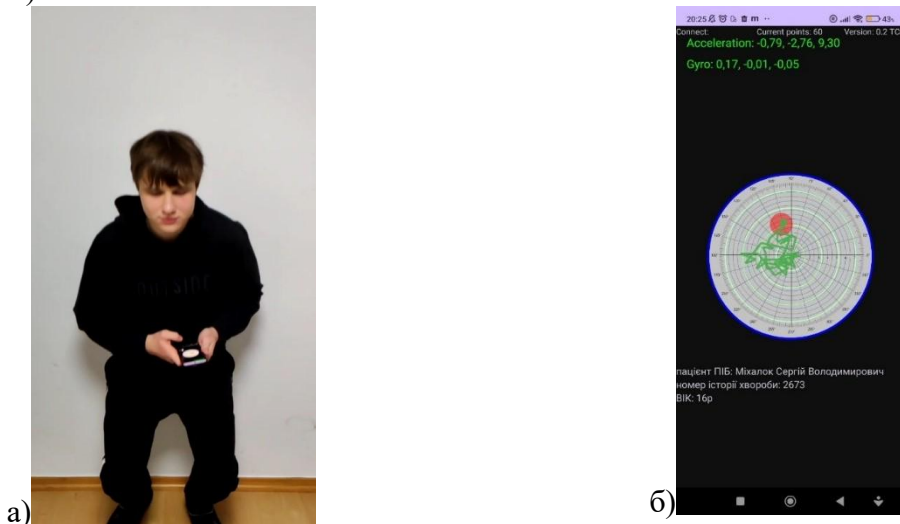 20:25
43%
Connect: Current points: 60 Version: 0.2 TC
Acceleration: -0,79, -2,76, 9,30
Gyro: 0,17, -0,01, -0,05
пацієнт ПІБ: Міхалок Сергій Володимирович
номер історії хвороби: 2673
ВІК: 16р
а)
б)